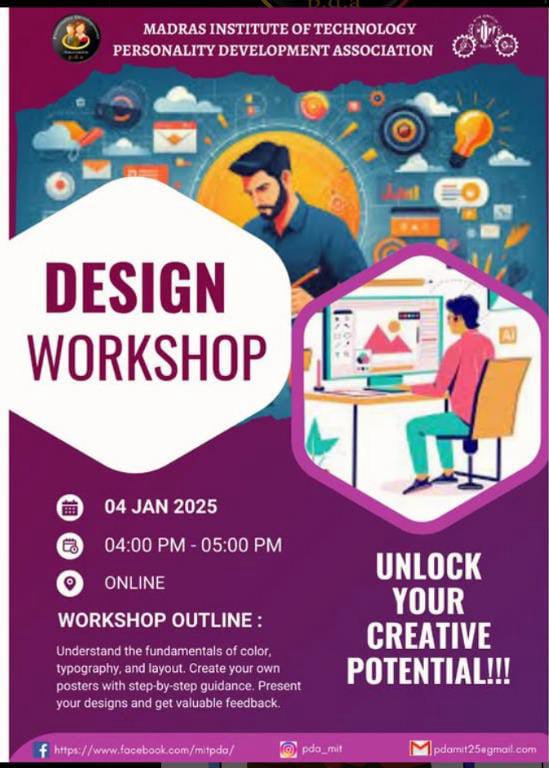 p.d.a
MADRAS INSTITUTE OF TECHNOLOGY
PERSONALITY DEVELOPMENT ASSOCIATION
DESIGN
WORKSHOP
Ai
04 JAN 2025
04:00 PM - 05:00 PM
ONLINE
WORKSHOP OUTLINE :
Understand the fundamentals of color,
typography, and layout. Create your own
posters with step-by-step guidance. Present
your designs and get valuable feedback.
UNLOCK
YOUR
CREATIVE
POTENTIAL!!!
https://www.facebook.com/mitpda/
pda_mit
pdamit25@gmail.com